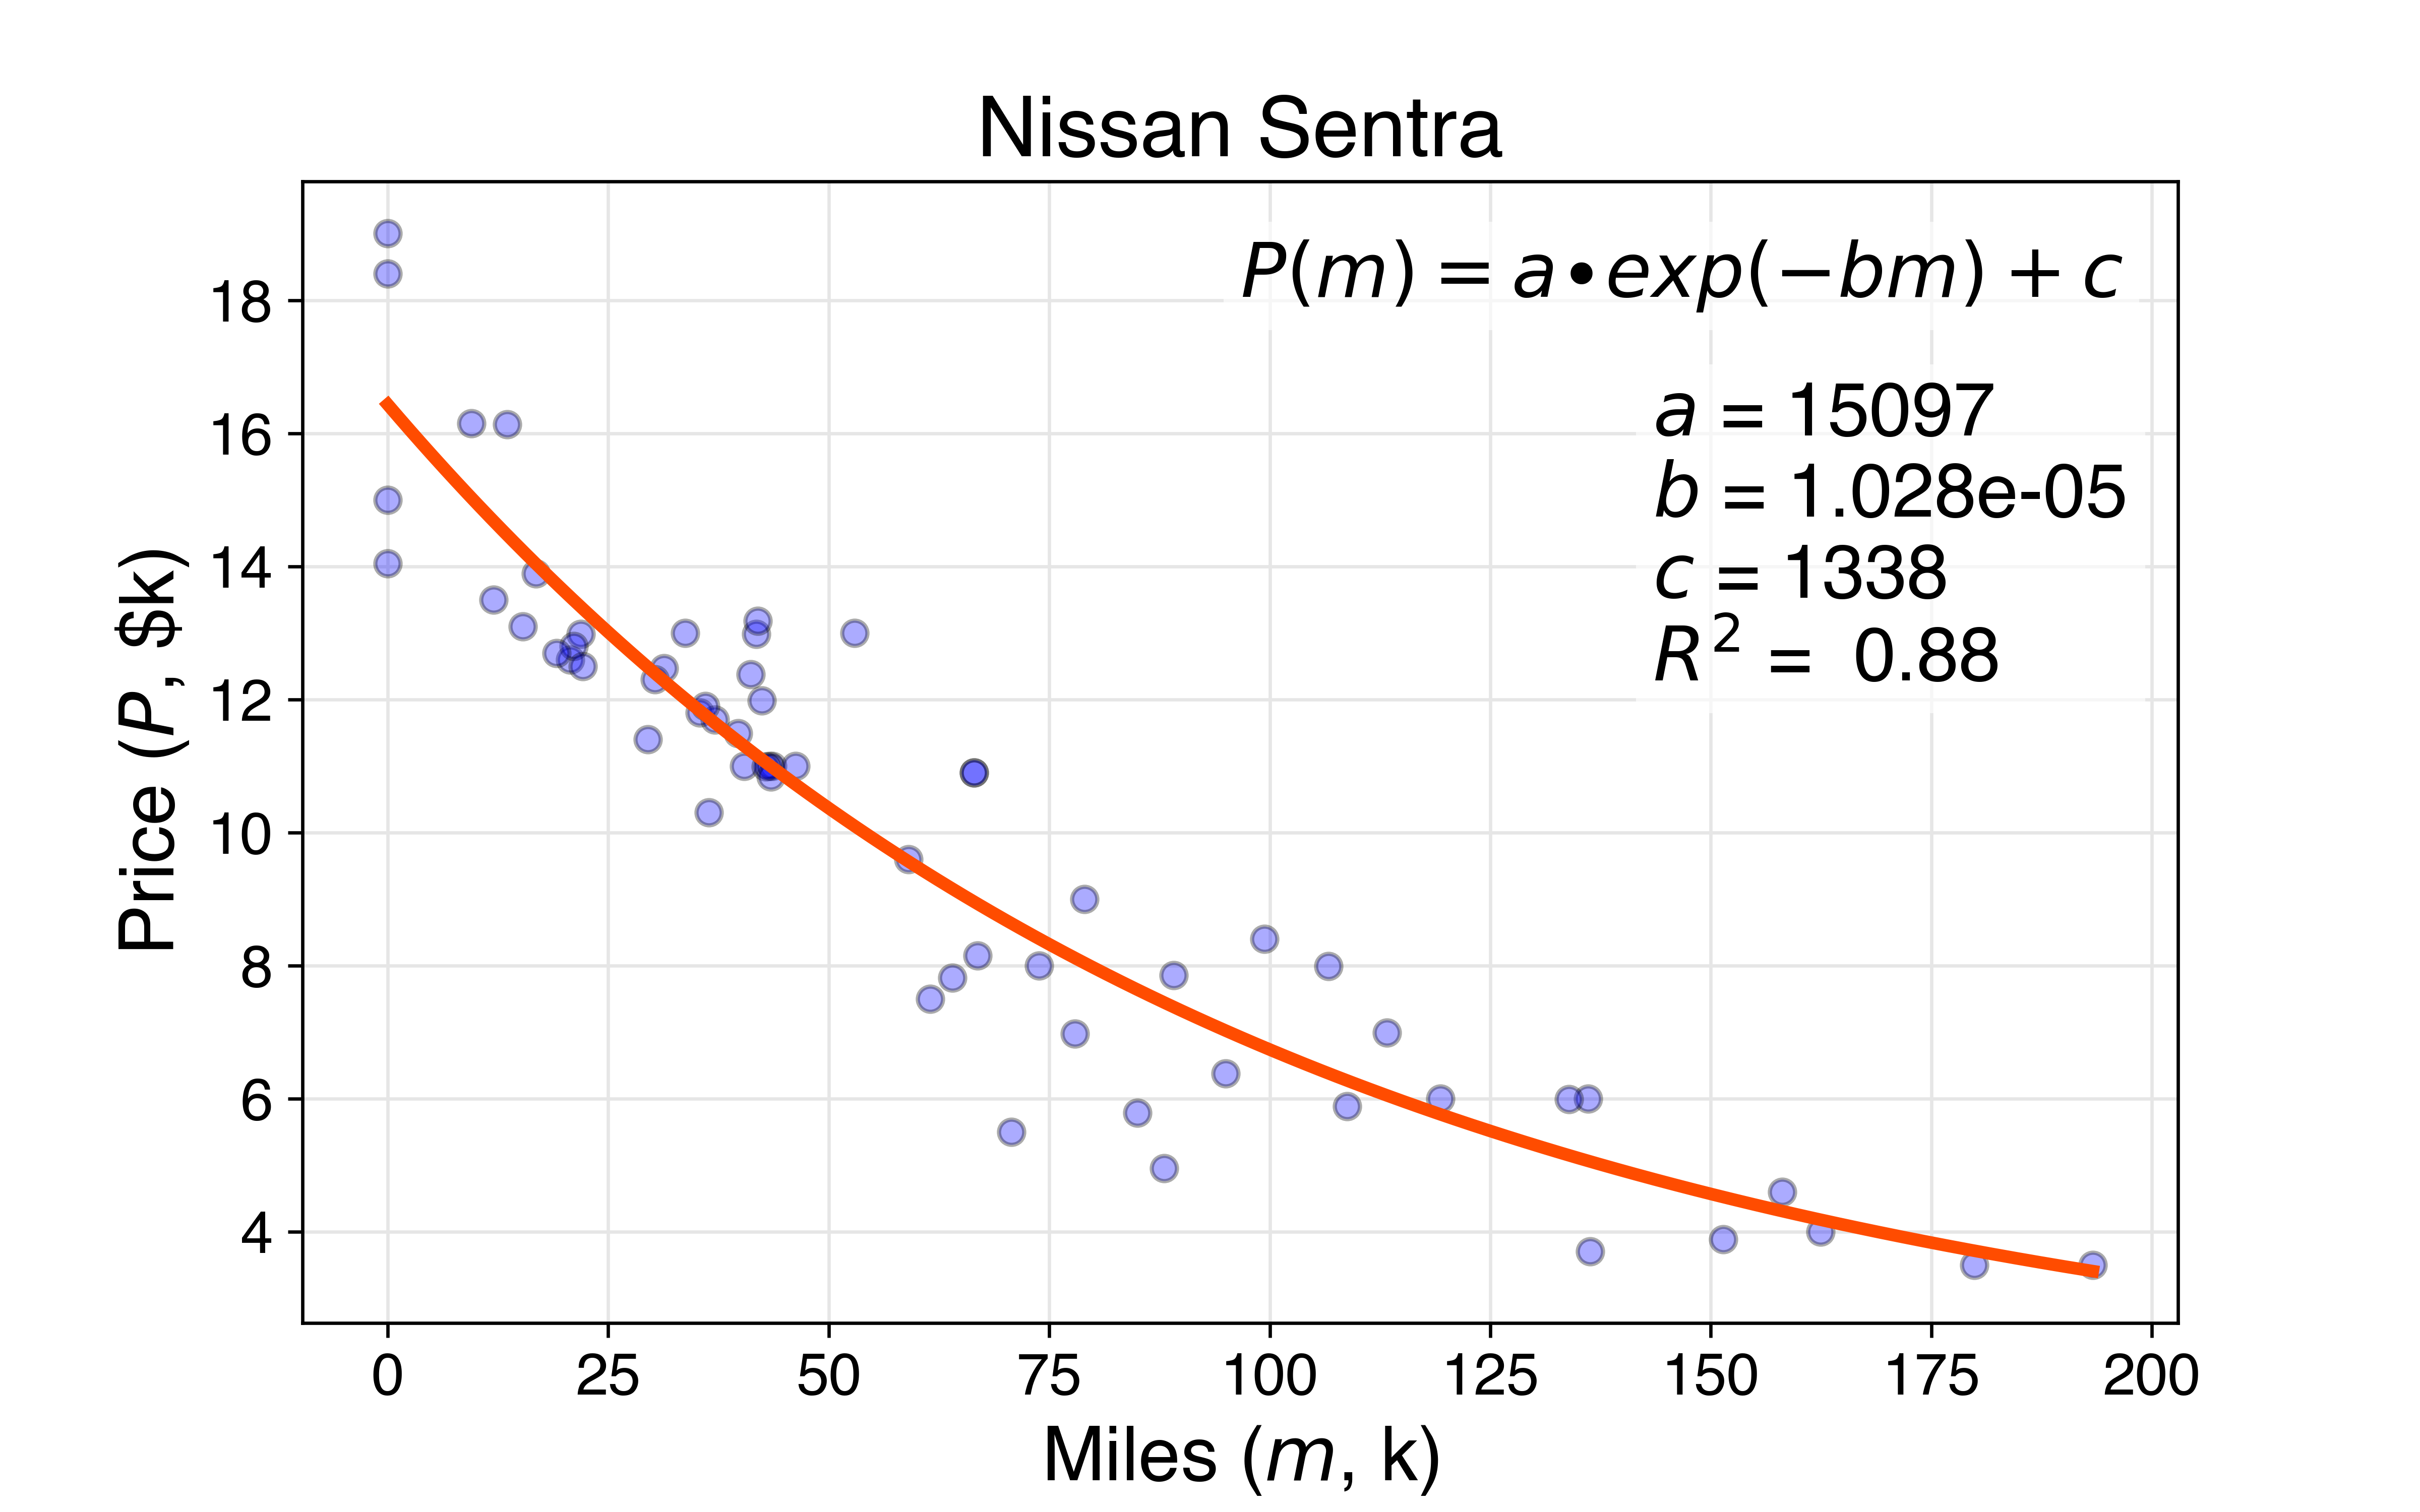 Nissan Sentra
P(m) = a•exp(−bm) + c
a = 15097
b = 1.028e-05
c = 1338
R² = 0.88
Price (P, $k)
18
16
14
12
10
8
6
4
0 25 50 75 100 125 150 175 200
Miles (m, k)